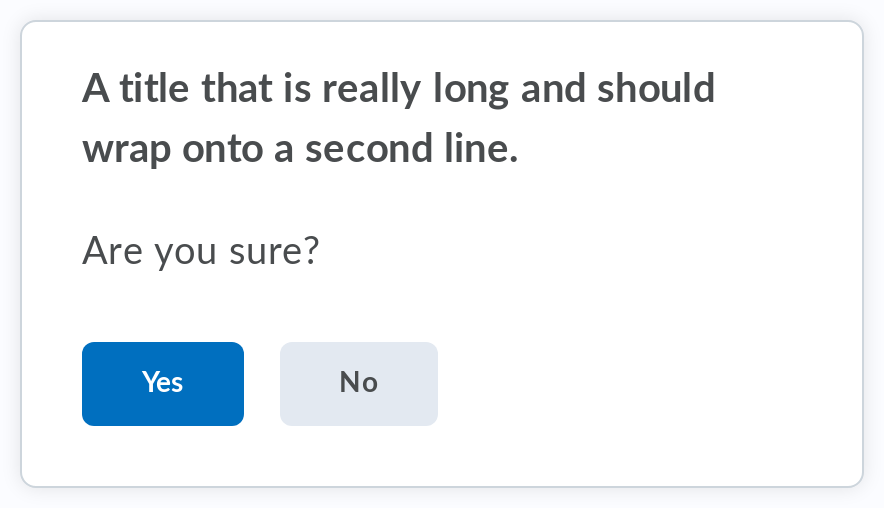 A title that is really long and should
wrap onto a second line.
Are you sure?
Yes
No